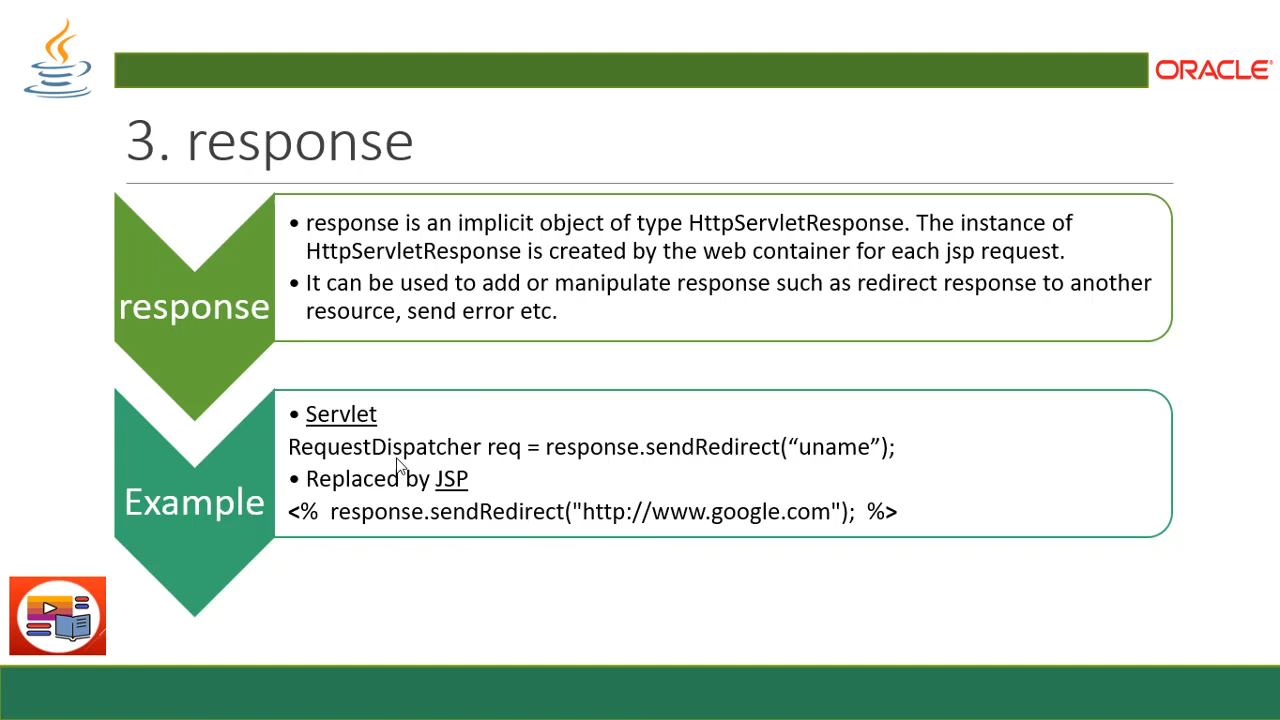 ORACLE
3. response
response
• response is an implicit object of type HttpServletResponse. The instance of
HttpServletResponse is created by the web container for each jsp request.
• It can be used to add or manipulate response such as redirect response to another
resource, send error etc.
Example
• Servlet
RequestDispatcher req = response.sendRedirect(“uname”);
• Replaced by JSP
<% response.sendRedirect("http://www.google.com"); %>